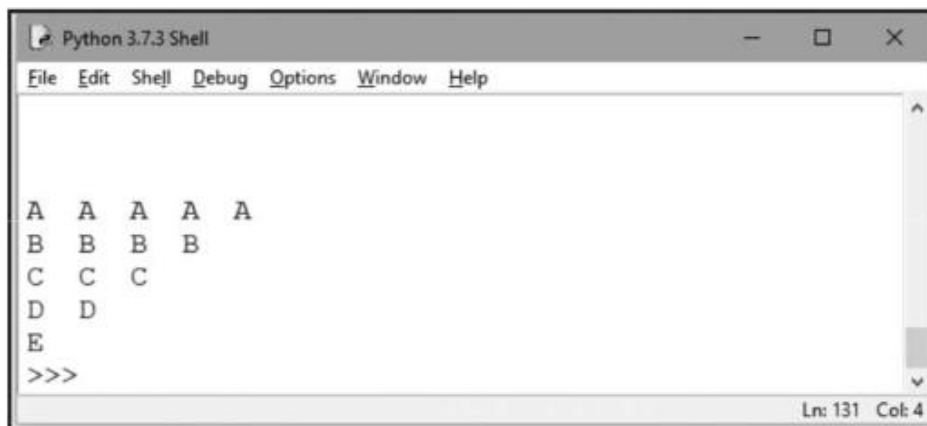 Python 3.7.3 Shell
File Edit Shell Debug Options Window Help
A A A A A
B B B B
C C C
D D
E
>>>
Ln: 131 Col: 4